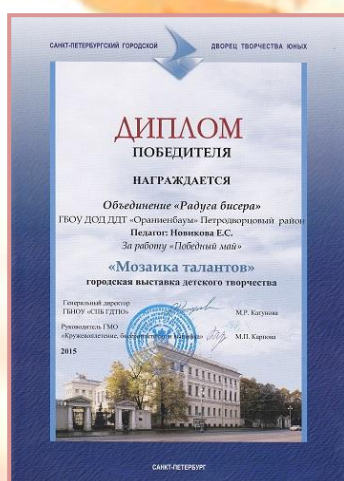 САНКТ-ПЕТЕРБУРГСКИЙ ГОРОДСКОЙ ДВОРЕЦ ТВОРЧЕСТВА ЮНЫХ
ДИПЛОМ
ПОБЕДИТЕЛЯ
НАГРАЖДАЕТСЯ
Объединение «Радуга бисера»
ГБОУ ДОД ДДТ «Ораниенбаум» Петродворцовый район
Педагог: Новикова Е.С.
За работу «Победный май»
«Мозаика талантов»
городская выставка детского творчества
Генеральный директор
ГБНОУ «СПБ ГДТЮ» М.Р. Катунова
Руководитель ГМО
«Кружевоплетение, М.П. Карпова
2015
САНКТ-ПЕТЕРБУРГ